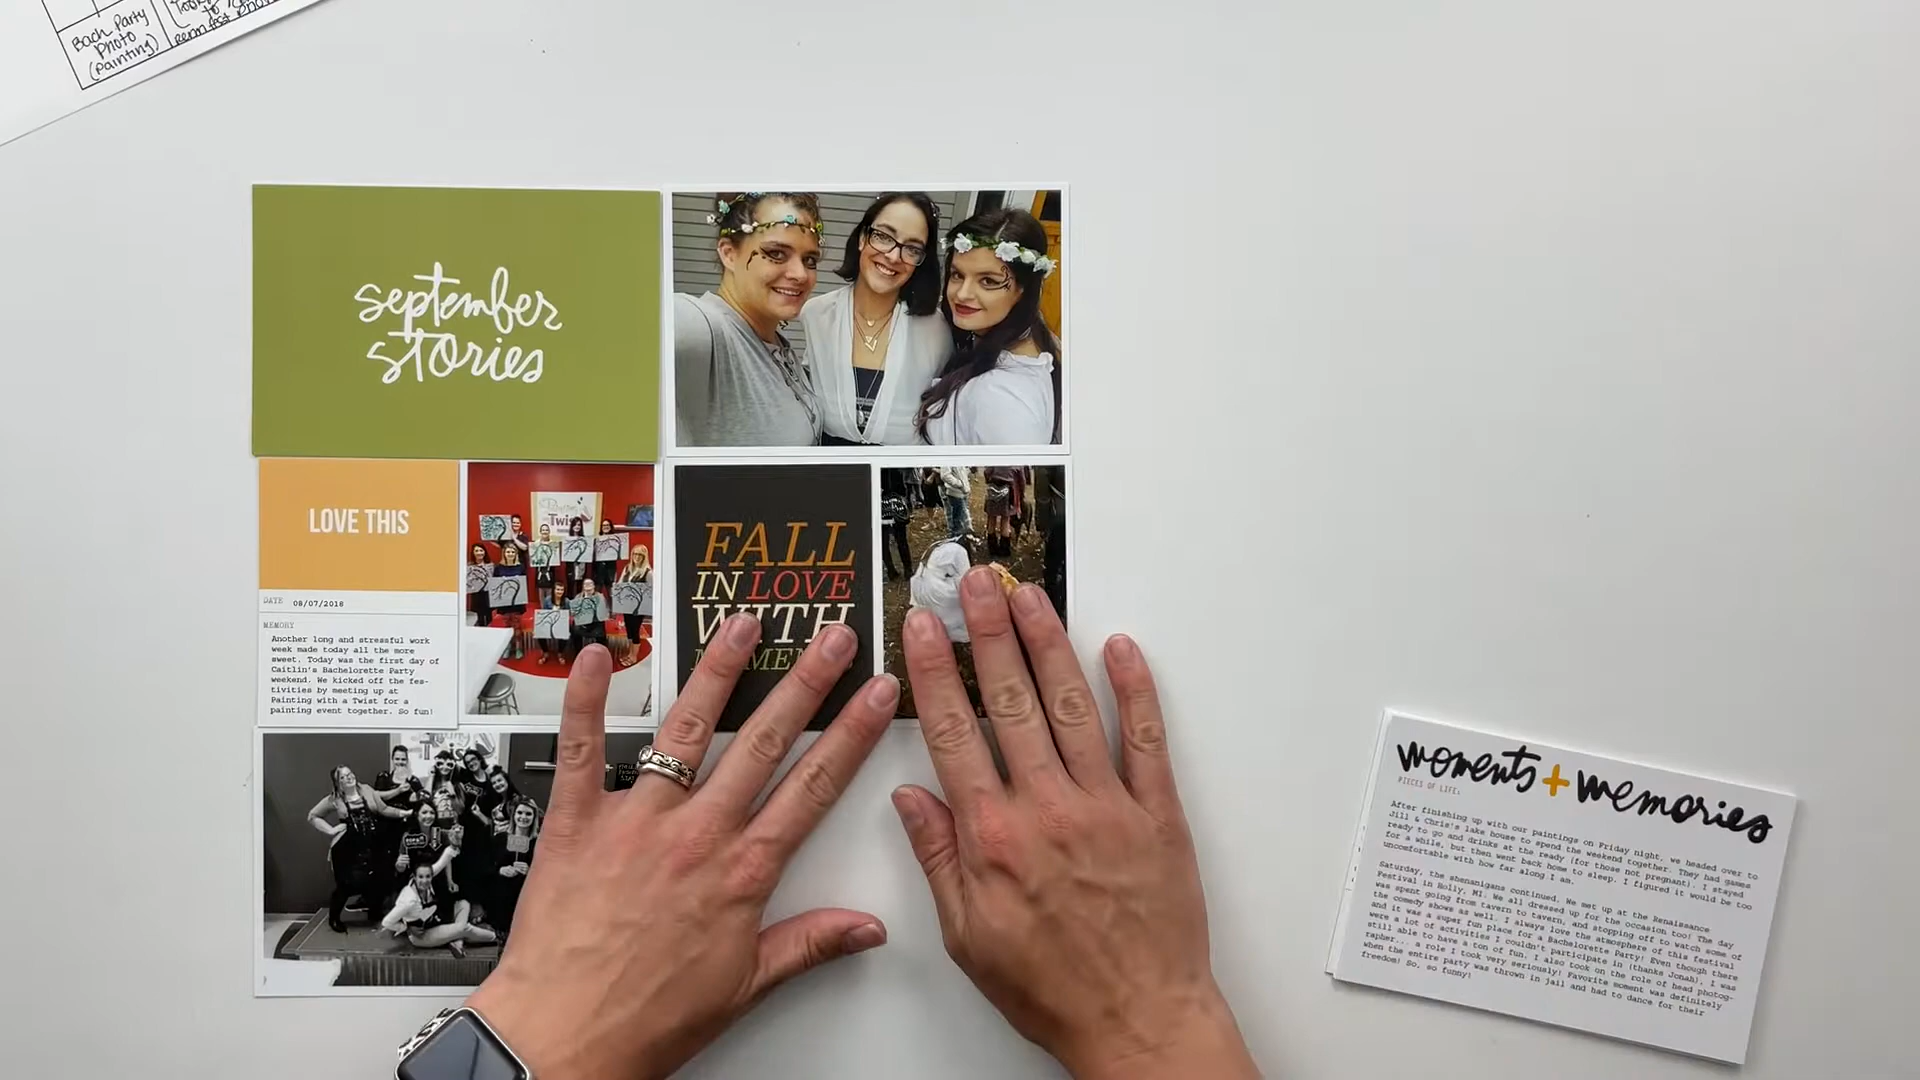 Bach Party
Photo
(Painting)
to
renn fest photo
september
stories
LOVE THIS
DATE 08/07/2018
MEMORY
Another long and stressful work
week made today all the more
sweet. Today was the first day of
Caitlin's Bachelorette Party
weekend. We kicked off the fes-
tivities by meeting up at
Painting with a Twist for a
painting event together. So fun!
Twist
FALL
IN LOVE
WITH
moments + memories
PIECES OF LIFE:
After finishing up with our paintings on Friday night, we headed over to
Jill & Chris's lake house to spend the weekend together. They had games
ready to go and drinks at the ready (for those not pregnant). I stayed
for a while, but then went back home to sleep. I figured it would be too
uncomfortable with how far along I am.
Saturday, the shenanigans continued. We met up at the Renaissance
Festival in Holly, MI. We all dressed up for the occasion too! The day
was spent going from tavern to tavern, and stopping off to watch some of
the comedy shows as well. I always love the atmosphere of this festival
and it was a super fun place for a Bachelorette Party! Even though there
were a lot of activities I couldn't participate in (thanks Jonah), I was
still able to have a ton of fun. I also took on the role of head photog-
rapher... a role I took very seriously! Favorite moment was definitely
when the entire party was thrown in jail and had to dance for their
freedom! So, so funny!